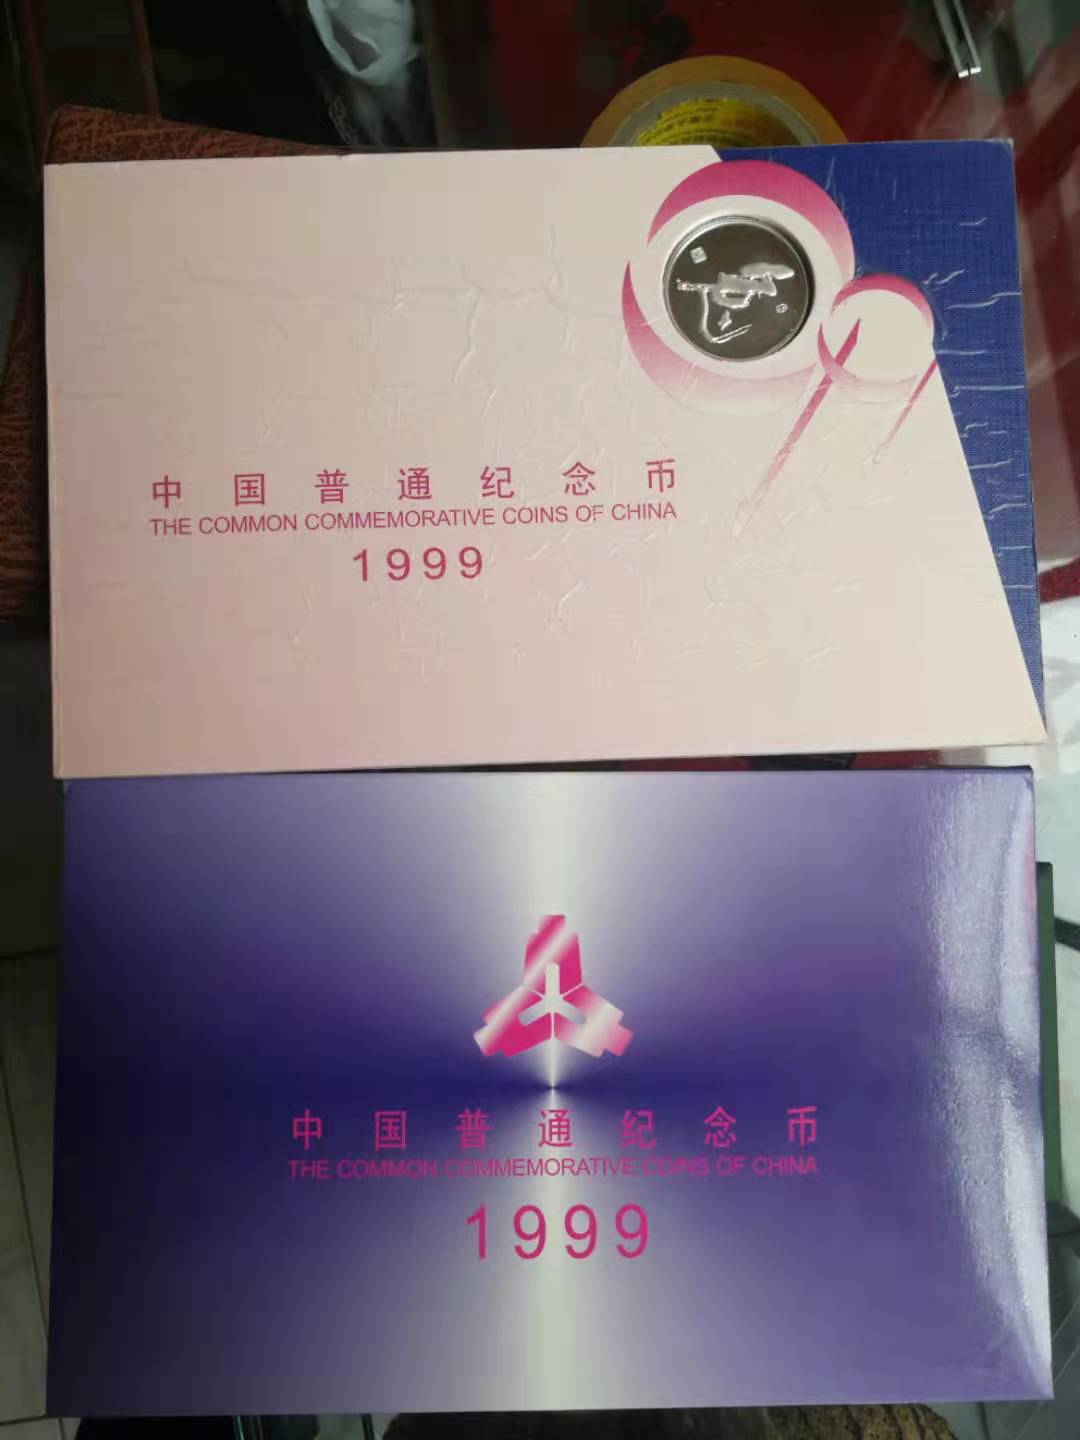 中国普通纪念币
THE COMMON COMMEMORATIVE COINS OF CHINA
1999
中国普通纪念币
THE COMMON COMMEMORATIVE COINS OF CHINA
1999